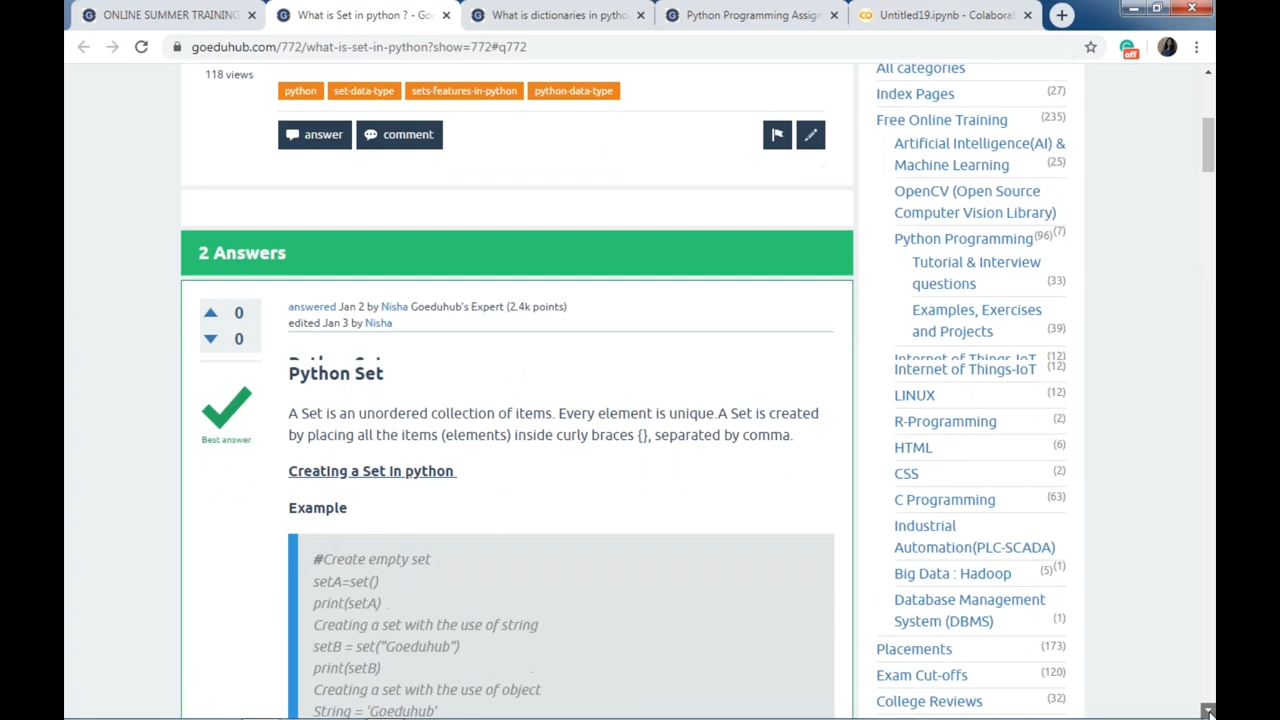 ONLINE SUMMER TRAINING
What is Set in python ? - Go
What is dictionaries in pytho
Python Programming Assign
Untitled19.ipynb - Colaborat
goeduhub.com/772/what-is-set-in-python?show=772#q772
off
118 views
python set-data-type sets-features-in-python python-data-type
answer comment
2 Answers
0
0
Best answer
answered Jan 2 by Nisha Goeduhub's Expert (2.4k points)
edited Jan 3 by Nisha
Python Set
A Set is an unordered collection of items. Every element is unique.A Set is created
by placing all the items (elements) inside curly braces {}, separated by comma.
Creating a Set in python
Example
#Create empty set
setA=set()
print(setA)
Creating a set with the use of string
setB = set("Goeduhub")
print(setB)
Creating a set with the use of object
String = 'Goeduhub'
All categories
Index Pages (27)
Free Online Training (235)
Artificial Intelligence(AI) &
Machine Learning (25)
OpenCV (Open Source
Computer Vision Library) (7)
Python Programming (96)
Tutorial & Interview
questions (33)
Examples, Exercises
and Projects (39)
Internet of Things-IoT (12)
Internet of Things-IoT (12)
LINUX (12)
R-Programming (2)
HTML (6)
CSS (2)
C Programming (63)
Industrial
Automation(PLC-SCADA) (1)
Big Data : Hadoop (5)
Database Management
System (DBMS) (1)
Placements (173)
Exam Cut-offs (120)
College Reviews (32)